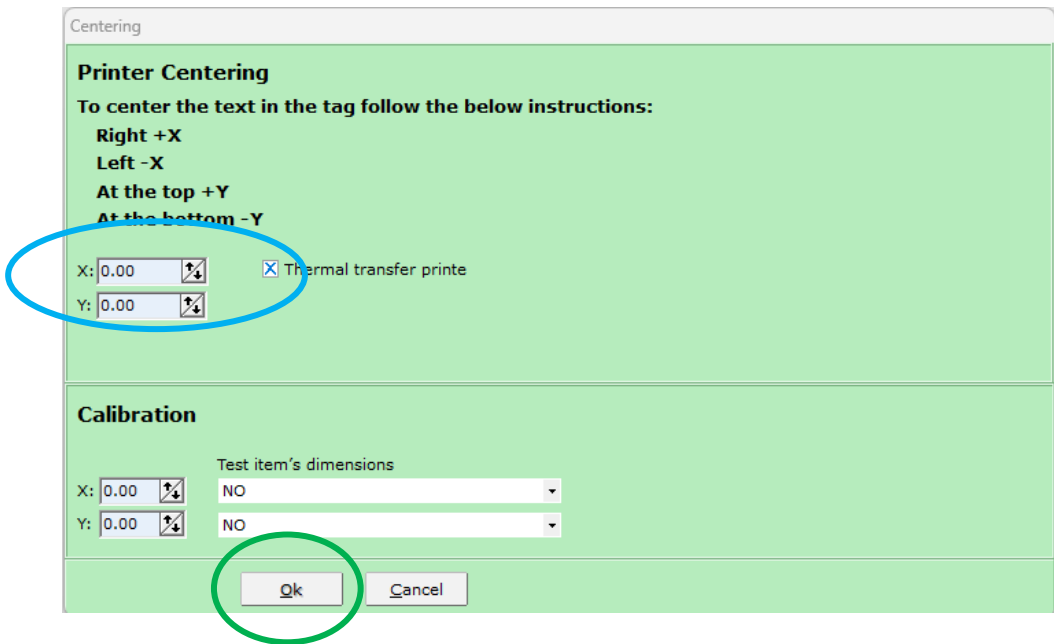 Centering
Printer Centering
To center the text in the tag follow the below instructions:
Right +X
Left -X
At the top +Y
At the bottom -Y
X: 0.00 Thermal transfer printe
Y: 0.00
Calibration
Test item's dimensions
X: 0.00 NO
Y: 0.00 NO
Ok Cancel